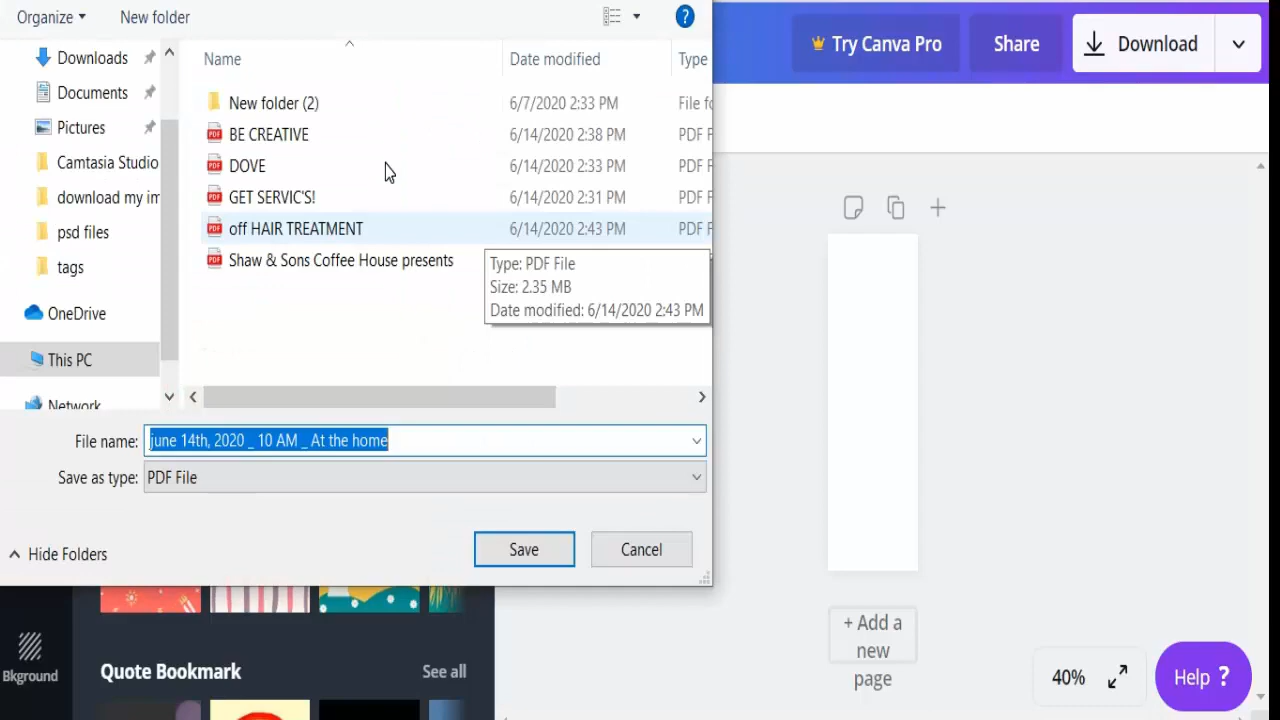 Organize
New folder
?
Try Canva Pro
Share
Download
Downloads
Documents
Pictures
Camtasia Studio
download my im
psd files
tags
OneDrive
This PC
Network
Name
Date modified
Type
New folder (2)
6/7/2020 2:33 PM
File fo
BE CREATIVE
6/14/2020 2:38 PM
PDF F
DOVE
6/14/2020 2:33 PM
PDF F
GET SERVIC'S!
6/14/2020 2:31 PM
PDF F
off HAIR TREATMENT
6/14/2020 2:43 PM
PDF F
Shaw & Sons Coffee House presents
Type: PDF File
Size: 2.35 MB
Date modified: 6/14/2020 2:43 PM
File name:
june 14th, 2020 _ 10 AM _ At the home
Save as type:
PDF File
Hide Folders
Save
Cancel
Bkground
Quote Bookmark
See all
+ Add a
new
page
40%
Help ?